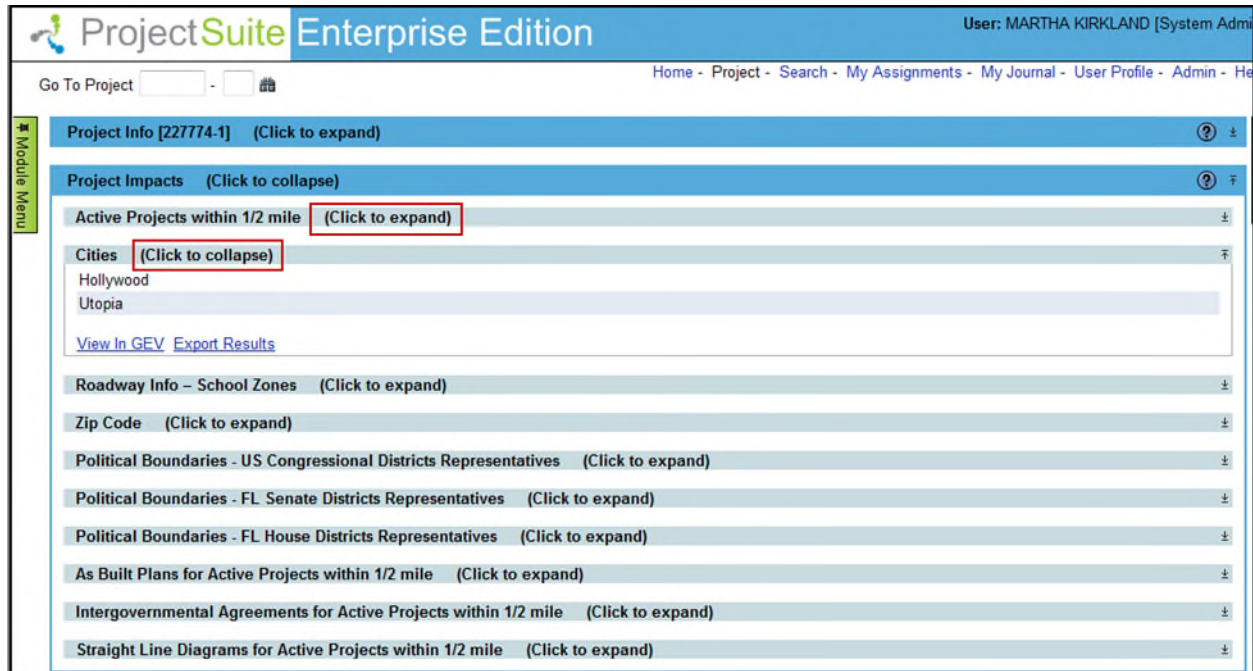 ProjectSuite Enterprise Edition
User: MARTHA KIRKLAND [System Admi
Go To Project -
Home - Project - Search - My Assignments - My Journal - User Profile - Admin - He
Module Menu
Project Info [227774-1] (Click to expand)
Project Impacts (Click to collapse)
Active Projects within 1/2 mile (Click to expand)
Cities (Click to collapse)
Hollywood
Utopia
View In GEV Export Results
Roadway Info – School Zones (Click to expand)
Zip Code (Click to expand)
Political Boundaries - US Congressional Districts Representatives (Click to expand)
Political Boundaries - FL Senate Districts Representatives (Click to expand)
Political Boundaries - FL House Districts Representatives (Click to expand)
As Built Plans for Active Projects within 1/2 mile (Click to expand)
Intergovernmental Agreements for Active Projects within 1/2 mile (Click to expand)
Straight Line Diagrams for Active Projects within 1/2 mile (Click to expand)